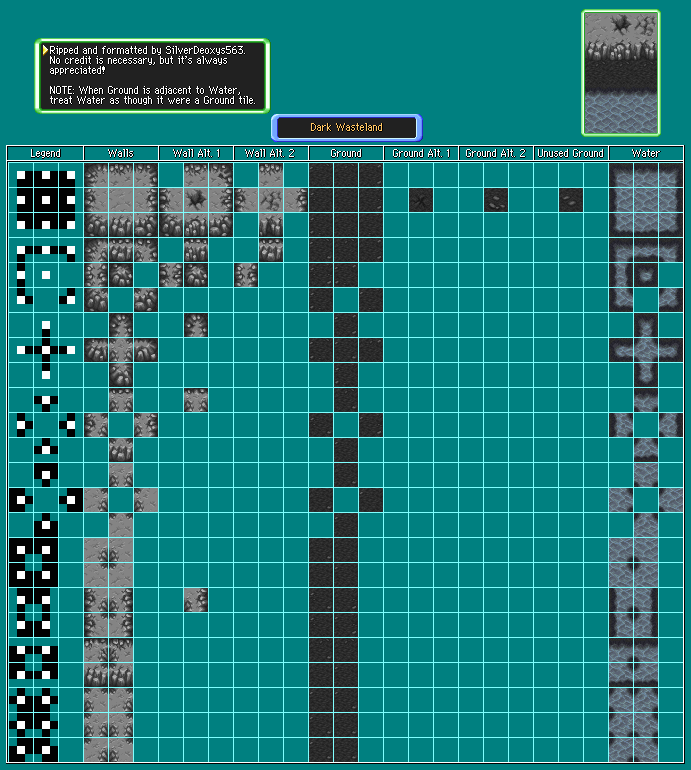 Ripped and formatted by SilverDeoxys563.
No credit is necessary, but it's always
appreciated!
NOTE: When Ground is adjacent to Water,
treat Water as though it were a Ground tile.
Dark Wasteland
Legend Walls Wall Alt. 1 Wall Alt. 2 Ground Ground Alt. 1 Ground Alt. 2 Unused Ground Water